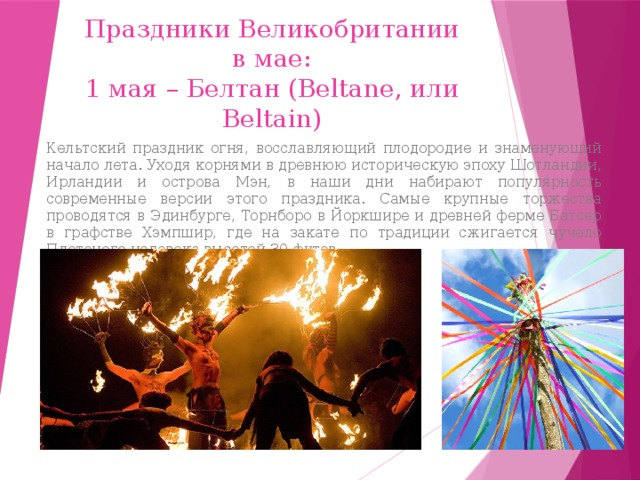 Праздники Великобритании
в мае:
1 мая – Белтан (Beltane, или
Beltain)
Кельтский праздник огня, восславляющий плодородие и знаменующий
начало лета. Уходя корнями в древнюю историческую эпоху Шотландии,
Ирландии и острова Мэн, в наши дни набирают популярность
современные версии этого праздника. Самые крупные торжества
проводятся в Эдинбурге, Торнборо в Йоркшире и древней ферме Батсер
в графстве Хэмпшир, где на закате по традиции сжигается чучело
Плетеного человека высотой 30 футов.